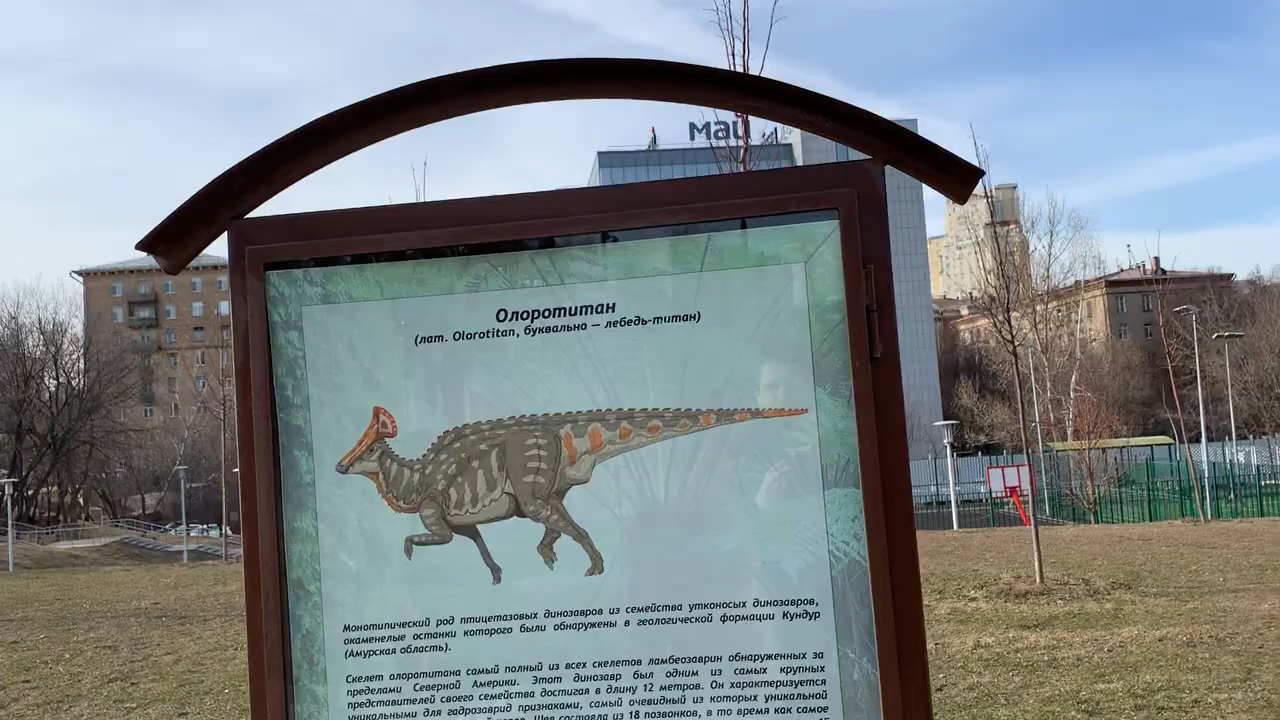 маи
Олоротитан
(лат. Olorotitan, буквально — лебедь-титан)
Монотипический род птицетазовых динозавров из семейства утконосых динозавров,
окаменелые останки которого были обнаружены в геологической формации Кундур
(Амурская область).
Скелет олоротитана самый полный из всех скелетов ламбеозаврин обнаруженных за
пределами Северной Америки. Этот динозавр был одним из самых крупных
представителей своего семейства достигая в длину 12 метров. Он характеризуется
уникальными для гадрозаврид признаками, самый очевидный из которых уникальной
Шея состояла из 18 позвонков, в то время как самое